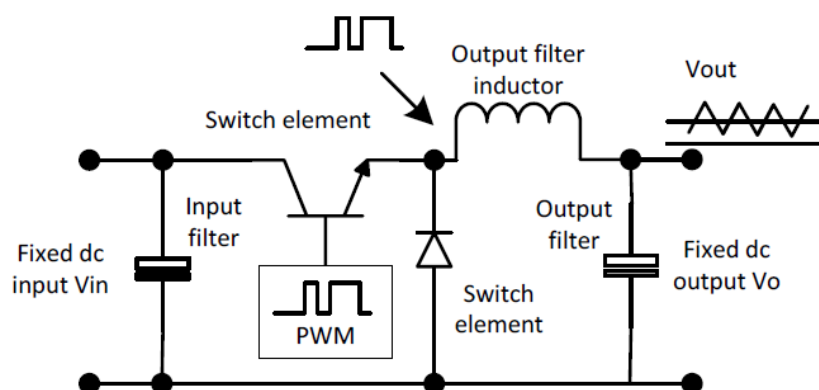 Output filter
inductor
Vout
Switch element
Input
filter
Output
filter
Fixed dc
input Vin
Fixed dc
output Vo
Switch
element
PWM